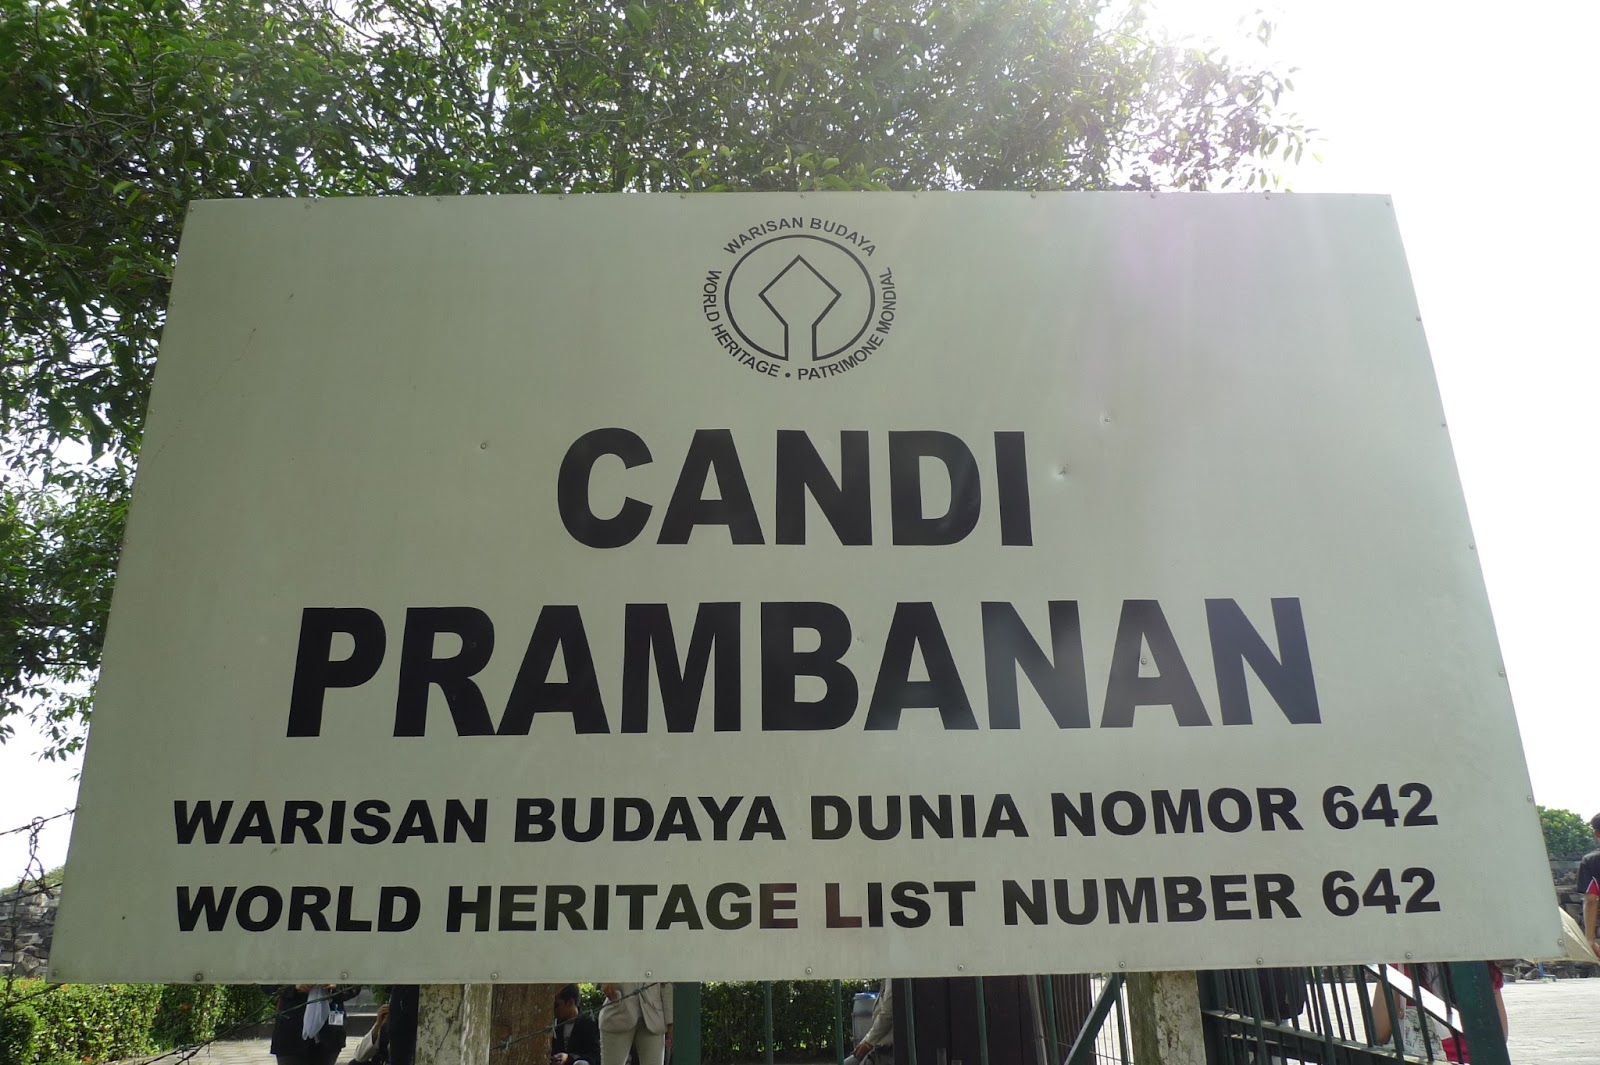 WARISAN BUDAYA
WORLD HERITAGE • PATRIMONE MONDIAL
CANDI
PRAMBANAN
WARISAN BUDAYA DUNIA NOMOR 642
WORLD HERITAGE LIST NUMBER 642